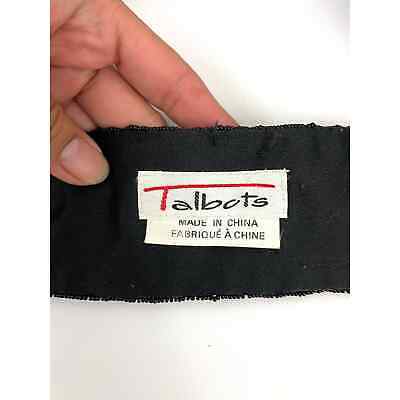 Talbots
MADE IN CHINA
FABRIQUÉ À CHINE